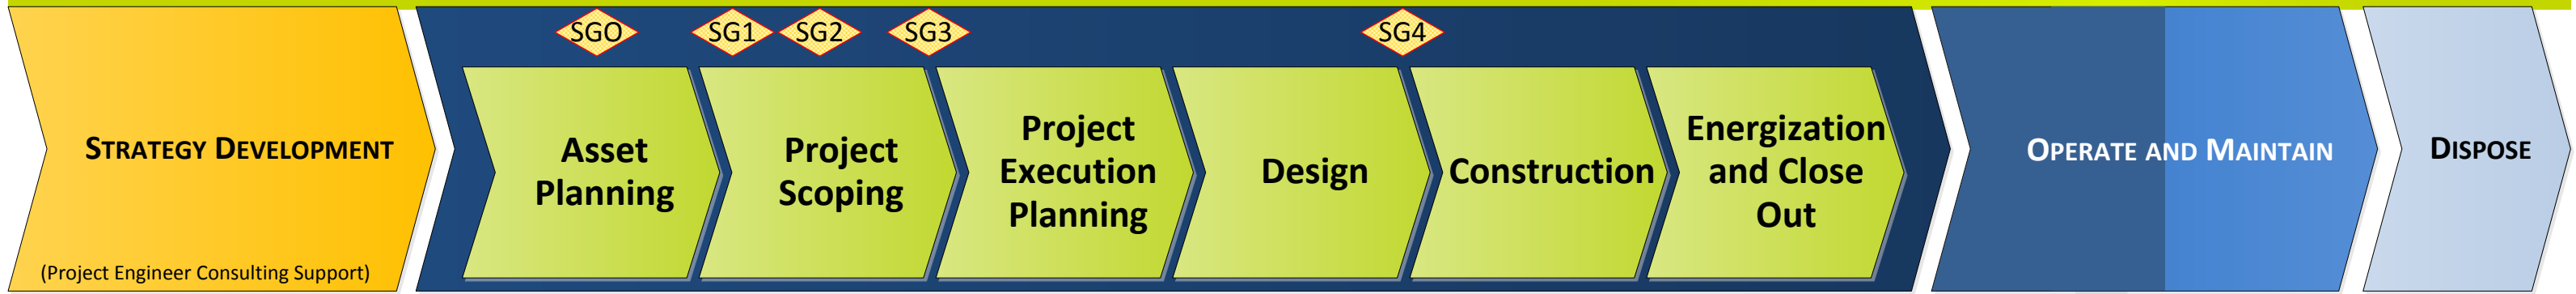 SGO
SG1
SG2
SG3
SG4
STRATEGY DEVELOPMENT
(Project Engineer Consulting Support)
Asset
Planning
Project
Scoping
Project
Execution
Planning
Design
Construction
Energization
and Close
Out
OPERATE AND MAINTAIN
DISPOSE